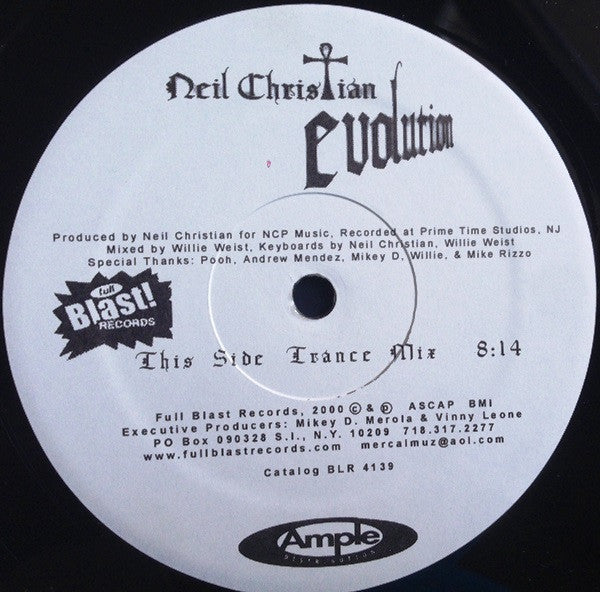 Neil Christian
evolution
Produced by Neil Christian for NCP Music, Recorded at Prime Time Studios, NJ
Mixed by Willie Weist, Keyboards by Neil Christian, Willie Weist
Special Thanks: Pooh, Andrew Mendez, Mikey D, Willie, & Mike Rizzo
full
Blast!
RECORDS
This Side Trance Mix 8:14
Full Blast Records, 2000 © & ℗ ASCAP BMI
Executive Producers: Mikey D. Merola & Vinny Leone
PO Box 090328 S.I., N.Y. 10209 718.317.2277
www.fullblastrecords.com mercalmuz@aol.com
Catalog BLR 4139
Ample
DISTRIBUTION